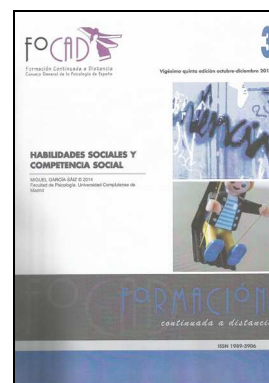 FOCAD
Formación Continuada a Distancia
Consejo General de la Psicología de España
3
Vigésimo quinta edición octubre-diciembre 201
HABILIDADES SOCIALES Y
COMPETENCIA SOCIAL
MIGUEL GARCÍA SÁIZ © 2014
Facultad de Psicología. Universidad Complutense de
Madrid
FORMACIÓN
continuada a distancia
ISSN 1989-3906